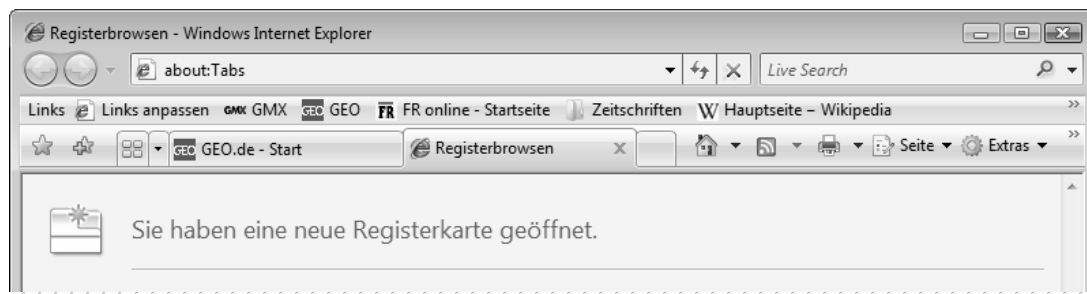 Registerbrowsen - Windows Internet Explorer
about:Tabs Live Search
Links Links anpassen GMX GMX GEO GEO FR FR online - Startseite Zeitschriften W Hauptseite – Wikipedia »
GEO GEO.de - Start Registerbrowsen Seite Extras »
Sie haben eine neue Registerkarte geöffnet.